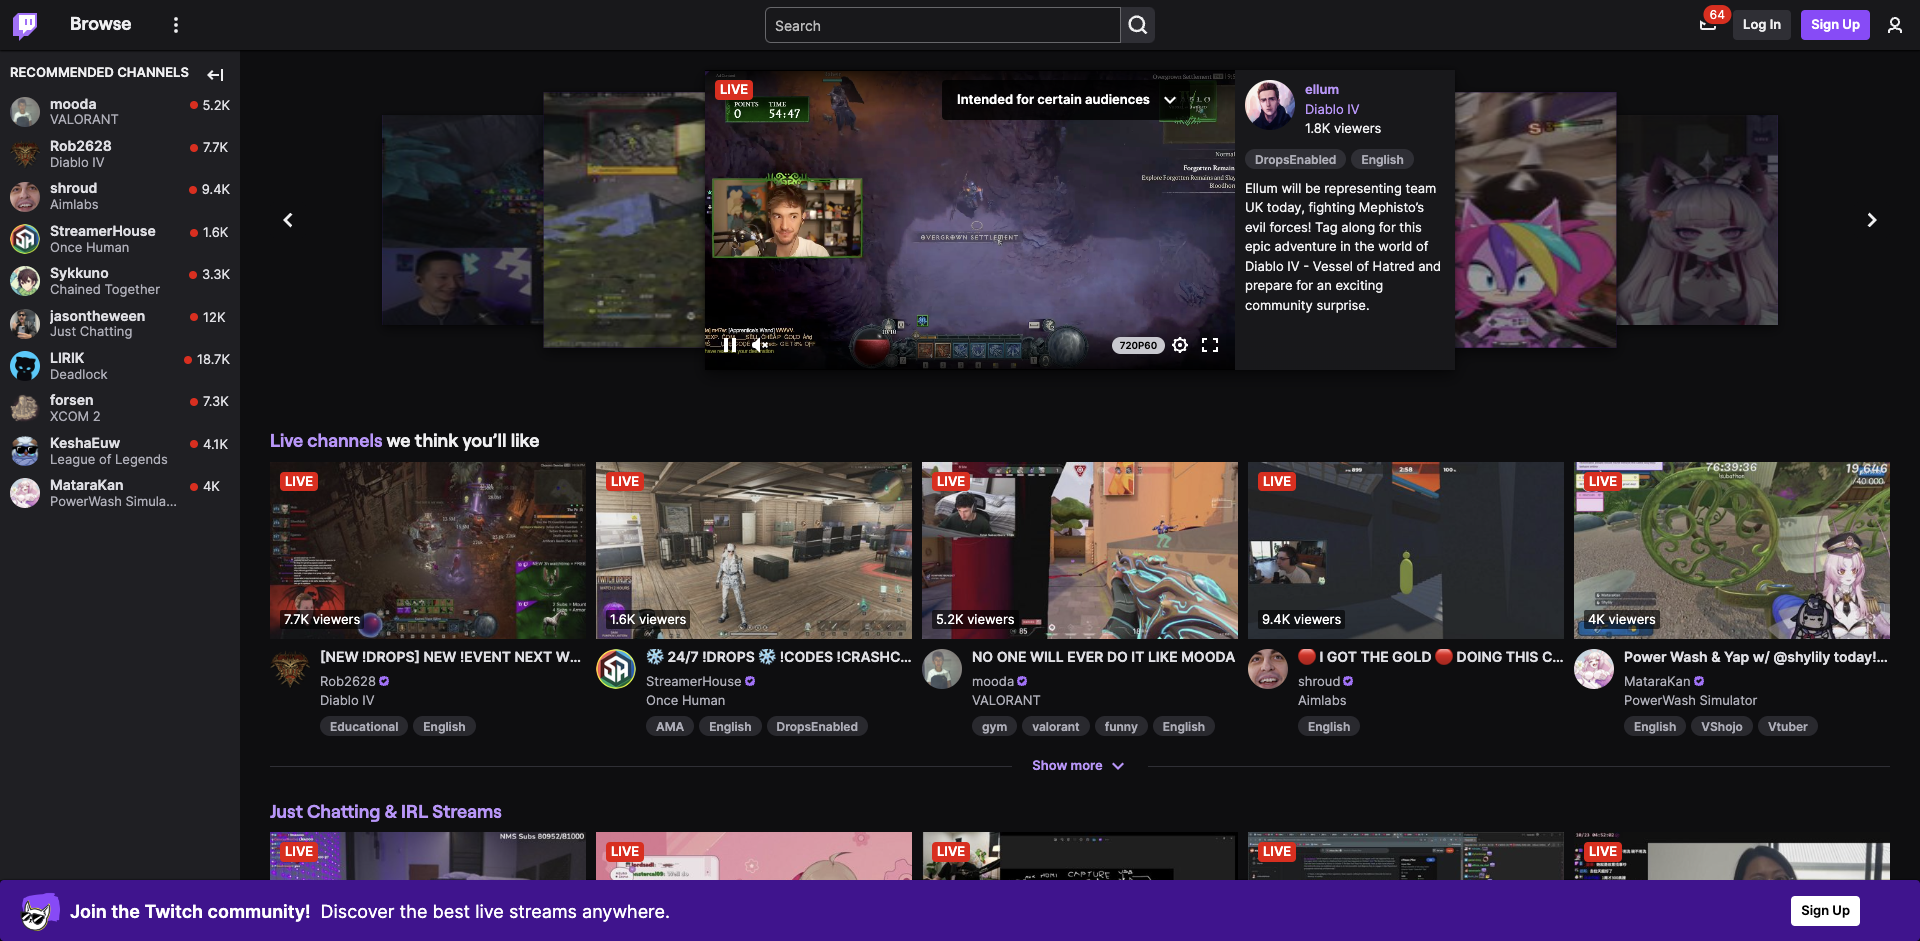 Browse
Search
64
Log In
Sign Up
RECOMMENDED CHANNELS
mooda
5.2K
VALORANT
Rob2628
7.7K
Diablo IV
shroud
9.4K
Aimlabs
StreamerHouse
1.6K
Once Human
Sykkuno
3.3K
Chained Together
jasontheween
12K
Just Chatting
LIRIK
18.7K
Deadlock
forsen
7.3K
XCOM 2
KeshaEuw
4.1K
League of Legends
MataraKan
4K
PowerWash Simula...
LIVE
POINTS TIME
0 54:47
Intended for certain audiences
OVERGROWN SETTLEMENT
720P60
ellum
Diablo IV
1.8K viewers
DropsEnabled English
Ellum will be representing team
UK today, fighting Mephisto's
evil forces! Tag along for this
epic adventure in the world of
Diablo IV - Vessel of Hatred and
prepare for an exciting
community surprise.
Live channels we think you'll like
LIVE
7.7K viewers
[NEW !DROPS] NEW !EVENT NEXT W...
Rob2628
Diablo IV
Educational English
LIVE
1.6K viewers
❄️ 24/7 !DROPS ❄️ !CODES !CRASHC...
StreamerHouse
Once Human
AMA English DropsEnabled
LIVE
5.2K viewers
NO ONE WILL EVER DO IT LIKE MOODA
mooda
VALORANT
gym valorant funny English
LIVE
2:58
9.4K viewers
🔴 I GOT THE GOLD 🔴 DOING THIS C...
shroud
Aimlabs
English
LIVE
76:39:36
19,646
4K viewers
Power Wash & Yap w/ @shylily today!...
MataraKan
PowerWash Simulator
English VShojo Vtuber
Show more
Just Chatting & IRL Streams
LIVE
NMS Subs 80952/81000
LIVE
LIVE
LIVE
LIVE
Join the Twitch community! Discover the best live streams anywhere.
Sign Up